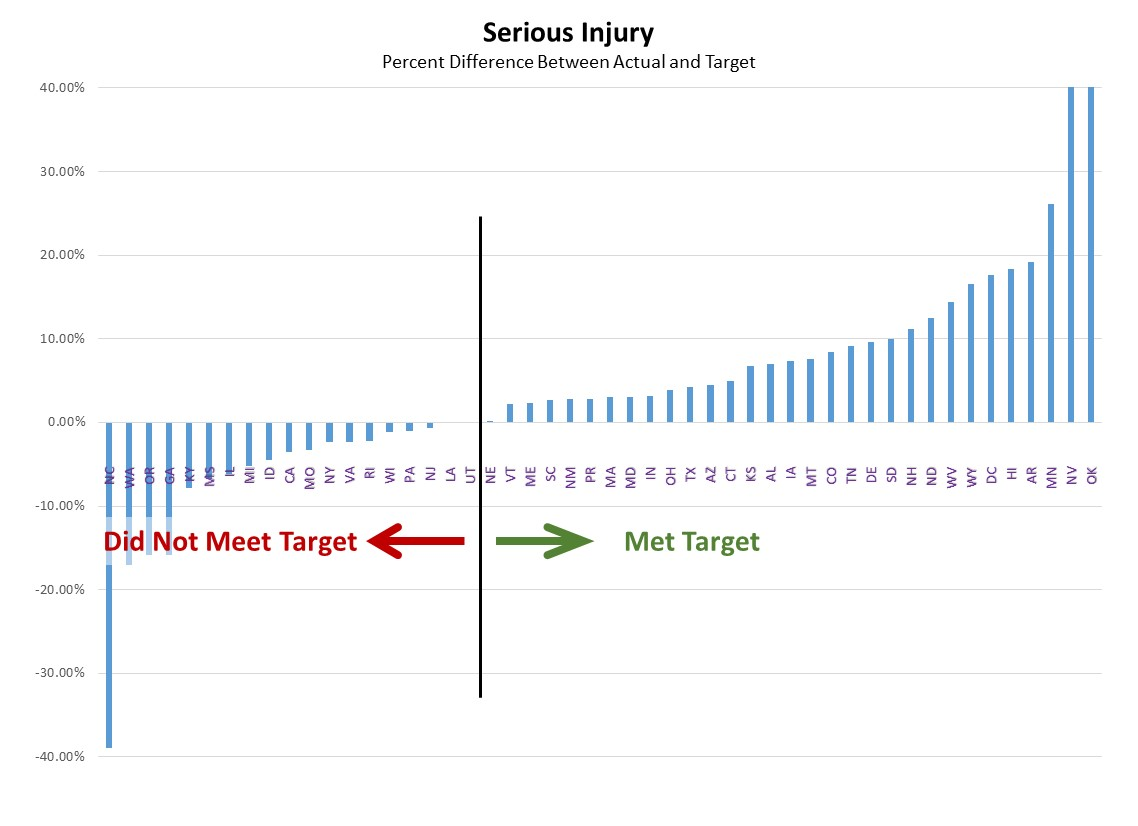 Serious Injury
Percent Difference Between Actual and Target
40.00%
30.00%
20.00%
10.00%
0.00%
NC WA OR GA KY MS IL MI ID CA MO NY VA RI WI PA NJ LA UT NE VT ME SC NM PR MA MD IN OH TX AZ CT KS AL IA MT CO TN DE SD NH ND WV WY DC HI AR MN NV OK
-10.00%
Did Not Meet Target Met Target
-20.00%
-30.00%
-40.00%